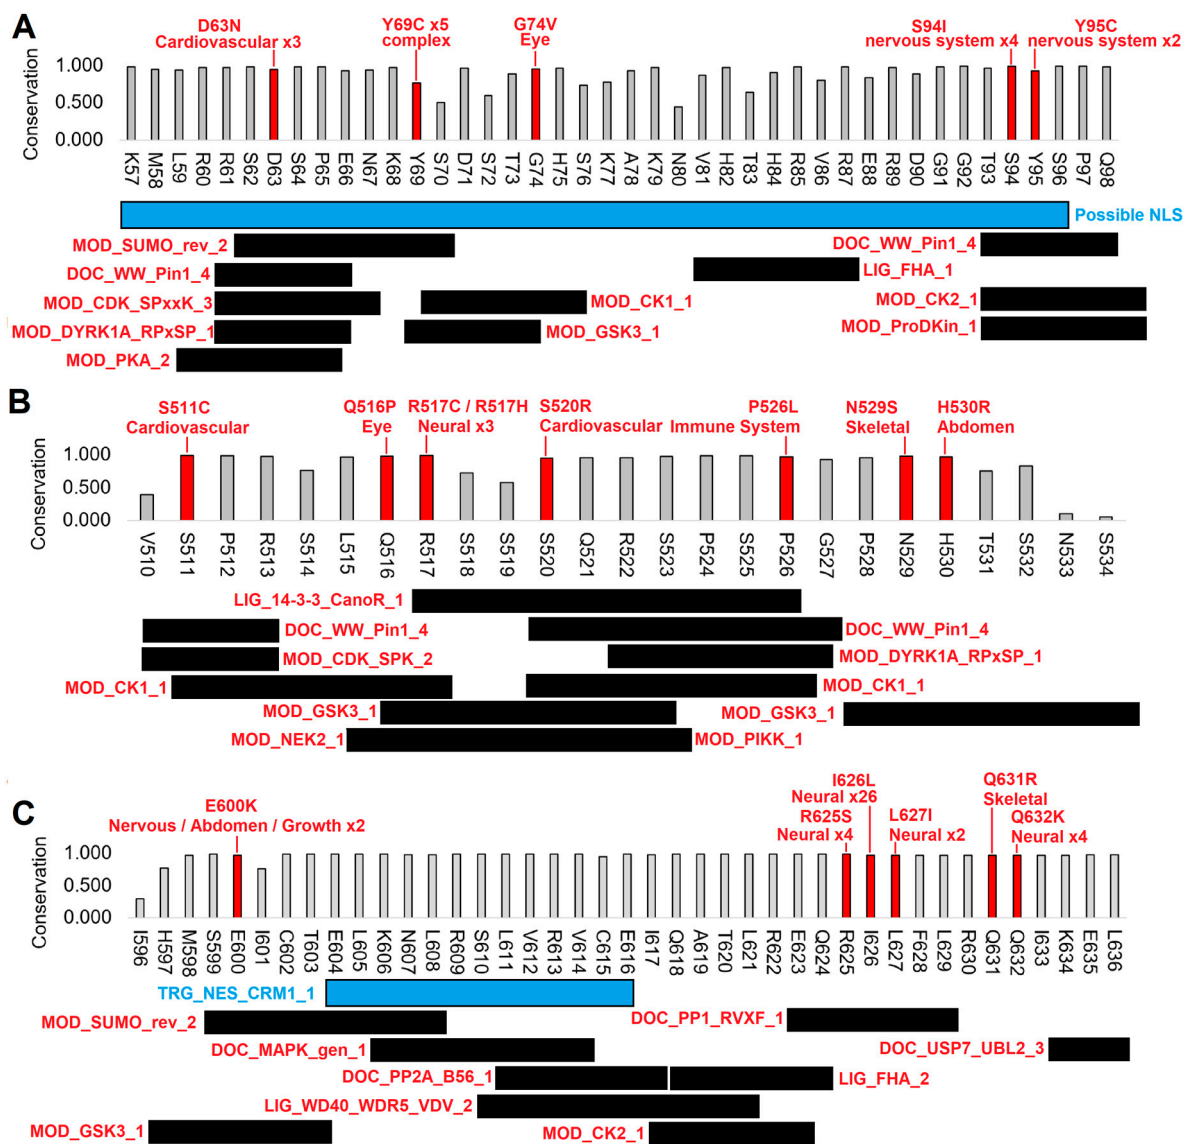 A
D63N
Cardiovascular x3
Y69C x5
complex
G74V
Eye
S94I
nervous system x4
Y95C
nervous system x2
Conservation
1.000
0.500
0.000
K57 M58 L59 R60 R61 S62 D63 S64 P65 E66 N67 K68 Y69 S70 D71 S72 T73 G74 H75 S76 K77 A78 K79 N80 V81 H82 T83 H84 R85 V86 R87 E88 R89 D90 G91 G92 T93 S94 Y95 S96 P97 Q98
Possible NLS
MOD_SUMO_rev_2
DOC_WW_Pin1_4
DOC_WW_Pin1_4
LIG_FHA_1
MOD_CDK_SPxxK_3
MOD_CK1_1
MOD_CK2_1
MOD_DYRK1A_RPxSP_1
MOD_GSK3_1
MOD_ProDKin_1
MOD_PKA_2
B
S511C
Cardiovascular
Q516P
Eye
R517C / R517H
Neural x3
S520R
Cardiovascular
P526L
Immune System
N529S
Skeletal
H530R
Abdomen
Conservation
1.000
0.500
0.000
V510 S511 P512 R513 S514 L515 Q516 R517 S518 S519 S520 Q521 R522 S523 P524 S525 P526 G527 P528 N529 H530 T531 S532 N533 S534
LIG_14-3-3_CanoR_1
DOC_WW_Pin1_4
DOC_WW_Pin1_4
MOD_CDK_SPK_2
MOD_DYRK1A_RPxSP_1
MOD_CK1_1
MOD_CK1_1
MOD_GSK3_1
MOD_GSK3_1
MOD_NEK2_1
MOD_PIKK_1
C
E600K
Nervous / Abdomen / Growth x2
I626L
Neural x26
R625S
Neural x4
L627I
Neural x2
Q631R
Skeletal
Q632K
Neural x4
Conservation
1.000
0.500
0.000
I596 H597 M598 S599 E600 I601 C602 T603 E604 L605 K606 N607 L608 R609 S610 L611 V612 R613 V614 C615 E616 I617 Q618 A619 T620 L621 R622 E623 Q624 R625 I626 L627 F628 L629 R630 Q631 Q632 I633 K634 E635 L636
TRG_NES_CRM1_1
MOD_SUMO_rev_2
DOC_PP1_RVXF_1
DOC_MAPK_gen_1
DOC_USP7_UBL2_3
DOC_PP2A_B56_1
LIG_FHA_2
LIG_WD40_WDR5_VDV_2
MOD_GSK3_1
MOD_CK2_1